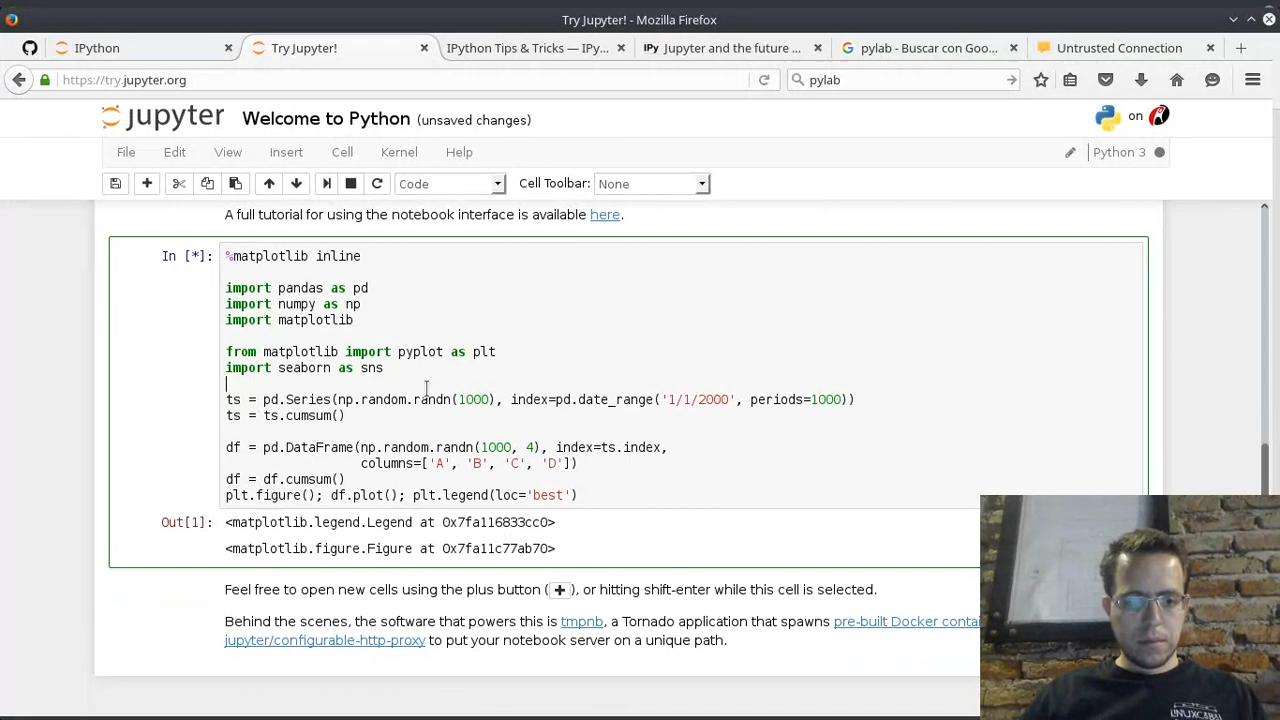 Try Jupyter! - Mozilla Firefox
IPython
Try Jupyter!
IPython Tips & Tricks — IPy...
IPy Jupyter and the future ...
pylab - Buscar con Goo...
Untrusted Connection
https://try.jupyter.org
pylab
jupyter Welcome to Python (unsaved changes)
on
File Edit View Insert Cell Kernel Help
Python 3
Code Cell Toolbar: None
A full tutorial for using the notebook interface is available here.
In [*]: %matplotlib inline
import pandas as pd
import numpy as np
import matplotlib
from matplotlib import pyplot as plt
import seaborn as sns
ts = pd.Series(np.random.randn(1000), index=pd.date_range('1/1/2000', periods=1000))
ts = ts.cumsum()
df = pd.DataFrame(np.random.randn(1000, 4), index=ts.index,
columns=['A', 'B', 'C', 'D'])
df = df.cumsum()
plt.figure(); df.plot(); plt.legend(loc='best')
Out[1]: <matplotlib.legend.Legend at 0x7fa116833cc0>
<matplotlib.figure.Figure at 0x7fa11c77ab70>
Feel free to open new cells using the plus button (+), or hitting shift-enter while this cell is selected.
Behind the scenes, the software that powers this is tmpnb, a Tornado application that spawns pre-built Docker contai
jupyter/configurable-http-proxy to put your notebook server on a unique path.
LINUXCABAL